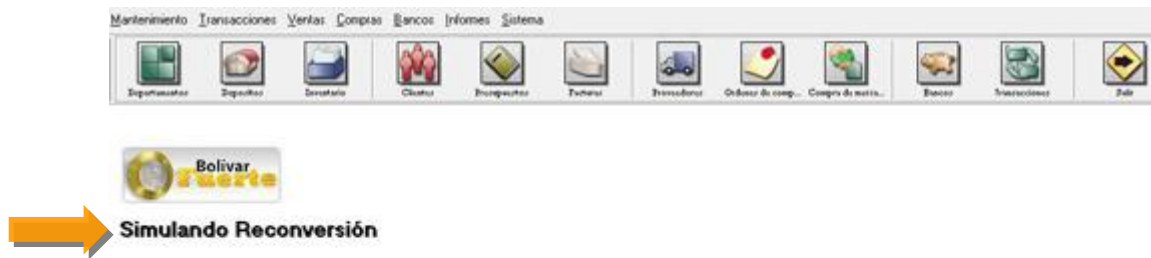 Mantenimiento Transacciones Ventas Compras Bancos Informes Sistema
Departamentos Depositos Inventario Clientes Presupuestos Facturas Proveedores Ordenes de comp... Compra de merca... Bancos Transacciones Salir
Bolívar
Fuerte
Simulando Reconversión